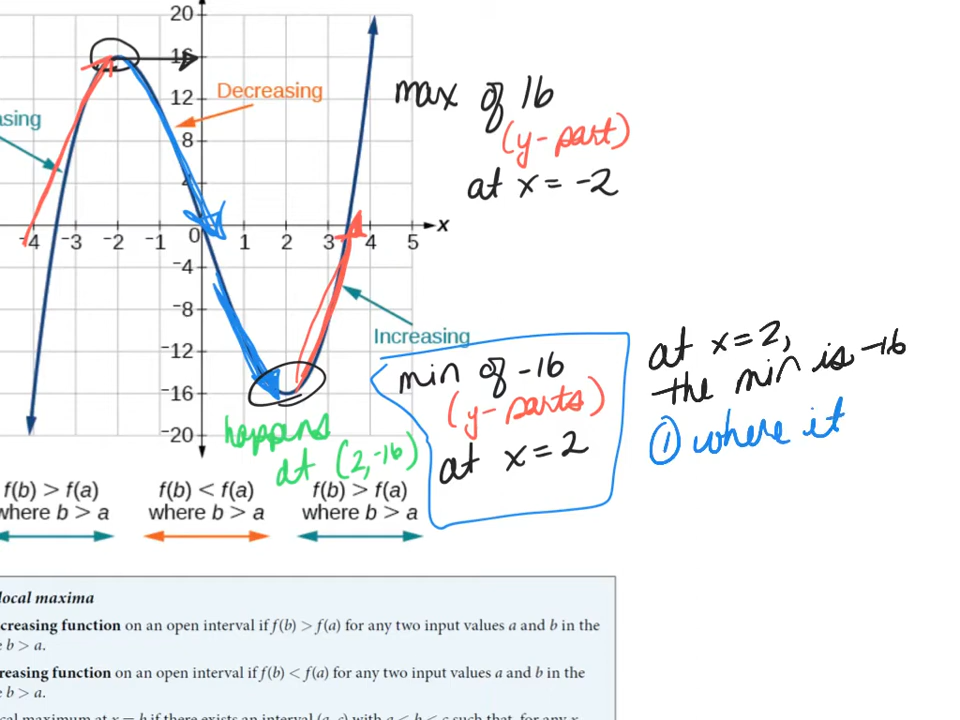 20
16
12
8
4
-4
-8
-12
-16
-20
-4 -3 -2 -1 0 1 2 3 4 5 x
asing
Decreasing
Increasing
max of 16
(y-part)
at x = -2
min of -16
(y-parts)
at x = 2
happens
at (2,-16)
at x = 2,
the min is -16
① where it
f(b) > f(a) f(b) < f(a) f(b) > f(a)
where b > a where b > a where b > a
local maxima
creasing function on an open interval if f(b) > f(a) for any two input values a and b in the
e b > a.
reasing function on an open interval if f(b) < f(a) for any two input values a and b in the
e b > a.